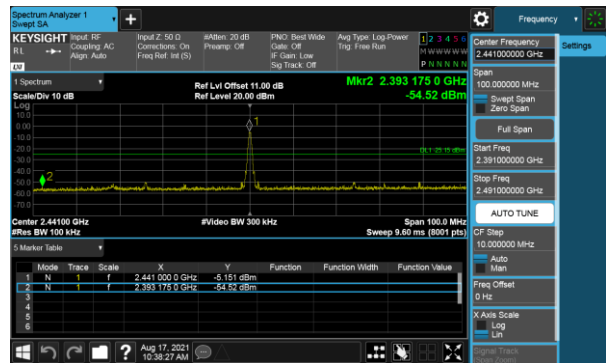 Spectrum Analyzer 1
Swept SA
+
Frequency
KEYSIGHT
RL
LXI
Input: RF
Coupling: AC
Align: Auto
Input Z: 50 Ω
Corrections: On
Freq Ref: Int (S)
#Atten: 20 dB
Preamp: Off
PNO: Best Wide
Gate: Off
IF Gain: Low
Sig Track: Off
Avg Type: Log-Power
Trig: Free Run
1 2 3 4 5 6
M W W W W W
P N N N N N
1 Spectrum
Scale/Div 10 dB
Ref Lvl Offset 11.00 dB
Ref Level 20.00 dBm
Mkr2 2.393 175 0 GHz
-54.52 dBm
Log
10.0
0.00
-10.0
-20.0
-30.0
-40.0
-50.0
-60.0
-70.0
1
2
DL1 -25.15 dBm
Center 2.44100 GHz
#Res BW 100 kHz
#Video BW 300 kHz
Span 100.0 MHz
Sweep 9.60 ms (8001 pts)
5 Marker Table
Mode Trace Scale X Y Function Function Width Function Value
1 N 1 f 2.441 000 0 GHz -5.151 dBm
2 N 1 f 2.393 175 0 GHz -54.52 dBm
3
4
5
6
Aug 17, 2021
10:38:27 AM
Center Frequency
2.441000000 GHz
Settings
Span
100.000000 MHz
Swept Span
Zero Span
Full Span
Start Freq
2.391000000 GHz
Stop Freq
2.491000000 GHz
AUTO TUNE
CF Step
10.000000 MHz
Auto
Man
Freq Offset
0 Hz
X Axis Scale
Log
Lin
Signal Track
(Span Zoom)